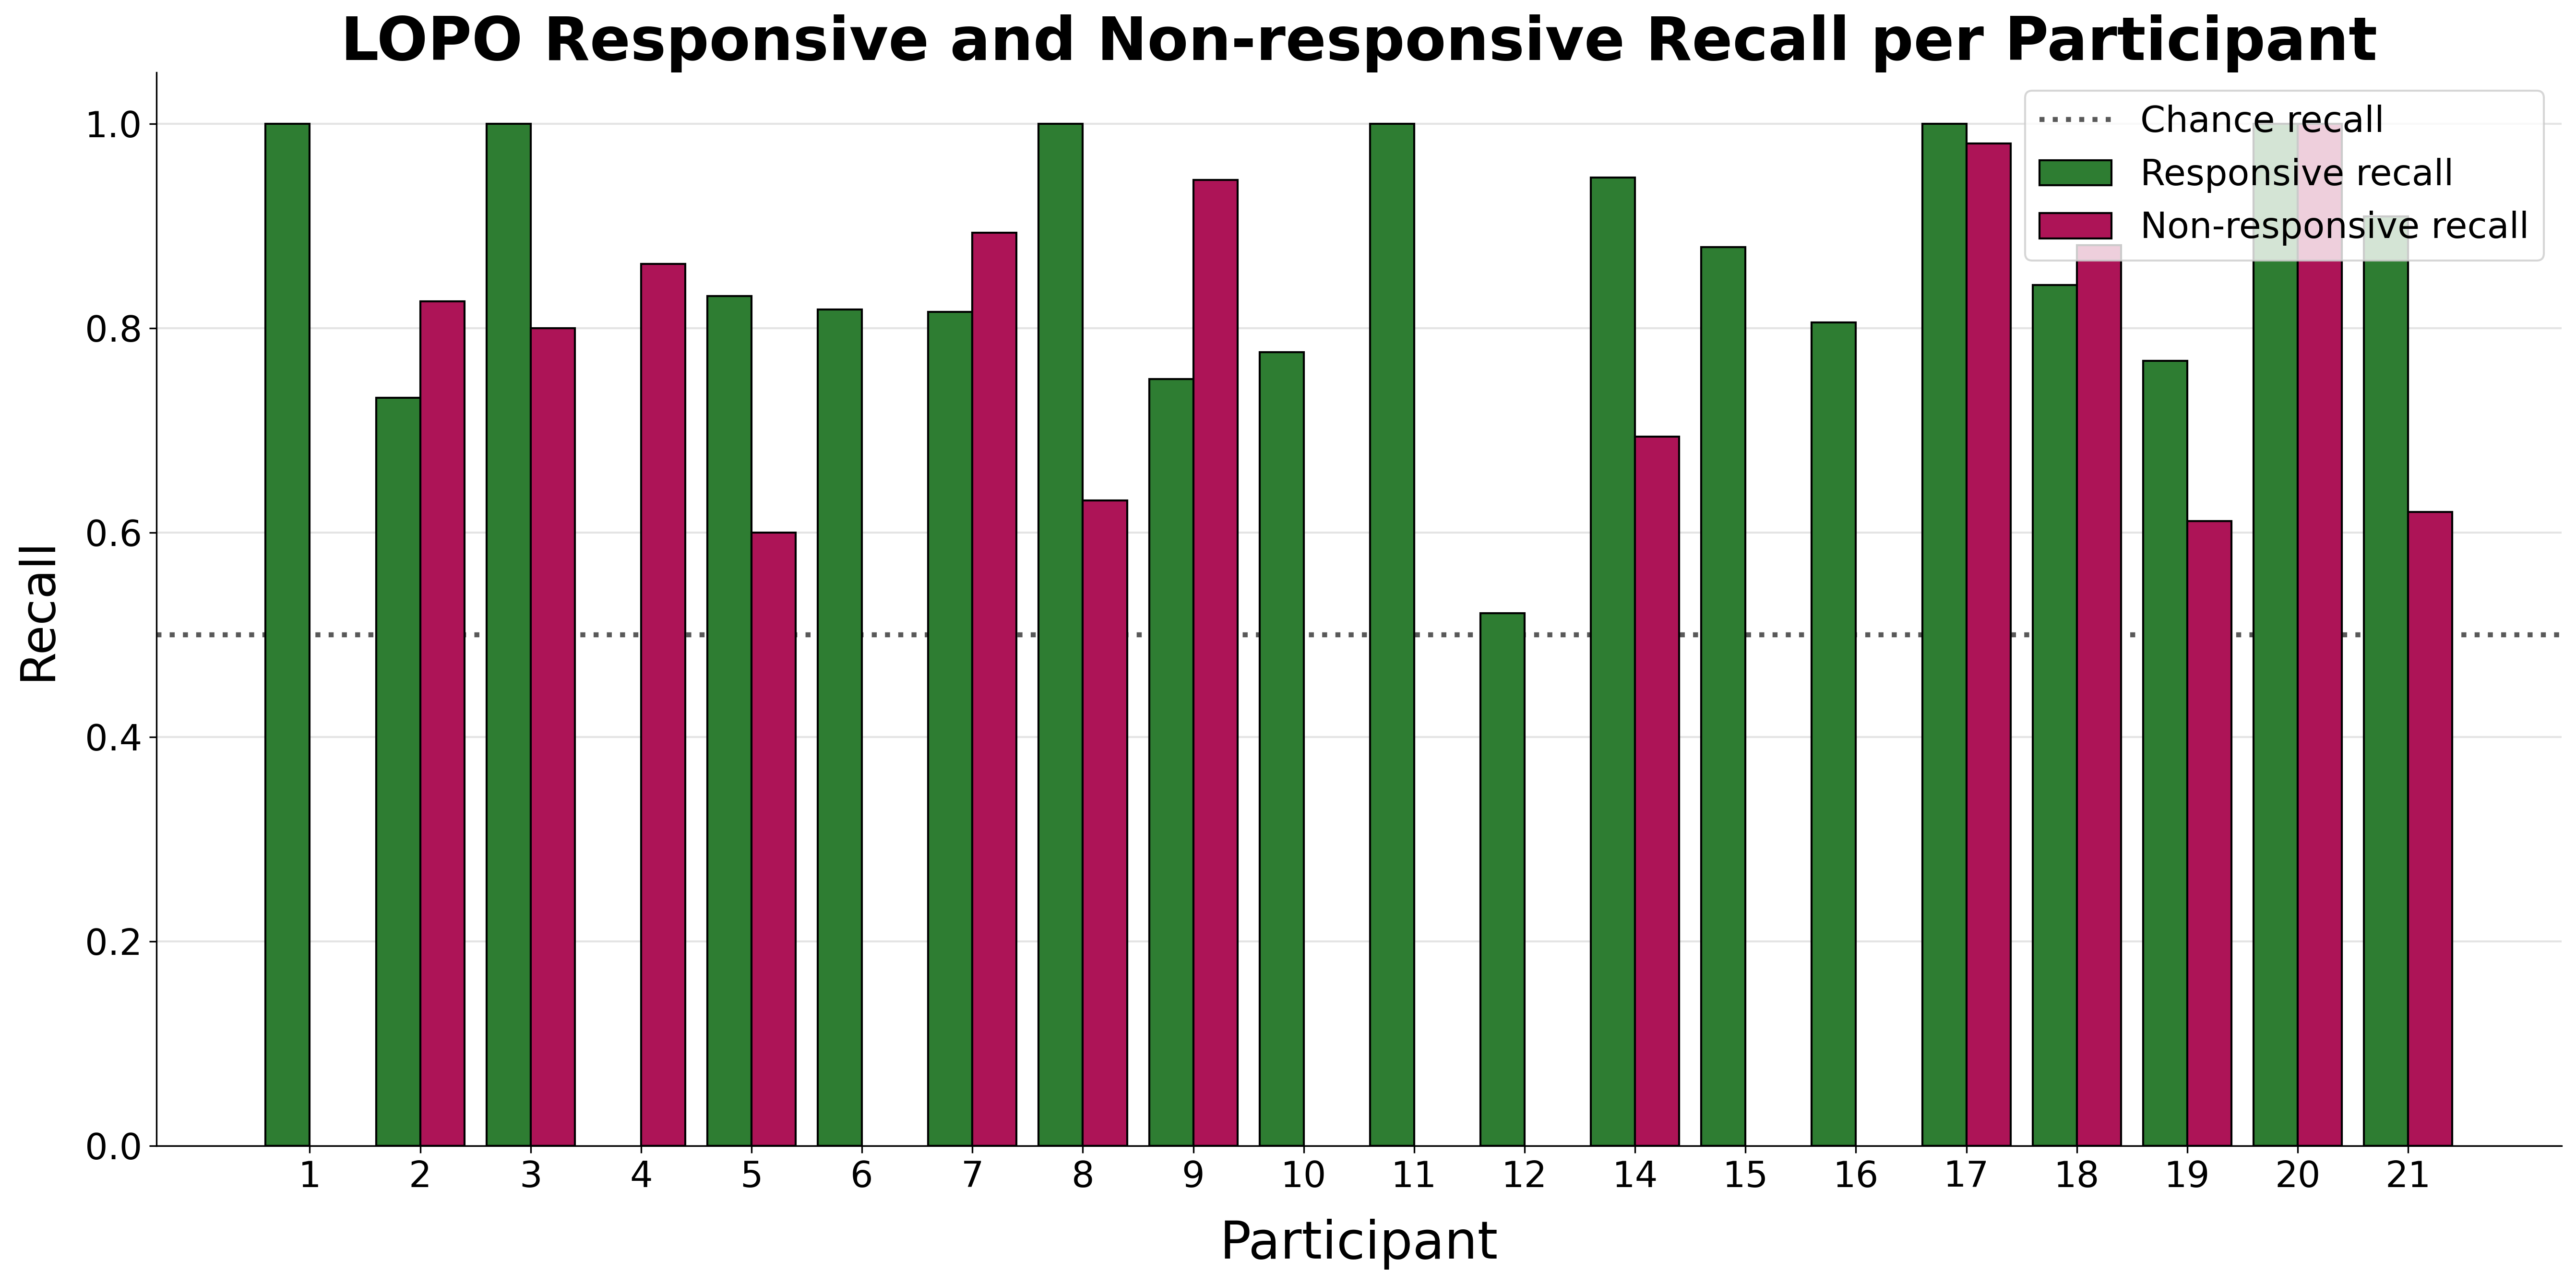 LOPO Responsive and Non-responsive Recall per Participant
Chance recall
Responsive recall
Non-responsive recall
Recall
1.0
0.8
0.6
0.4
0.2
0.0
1 2 3 4 5 6 7 8 9 10 11 12 14 15 16 17 18 19 20 21
Participant